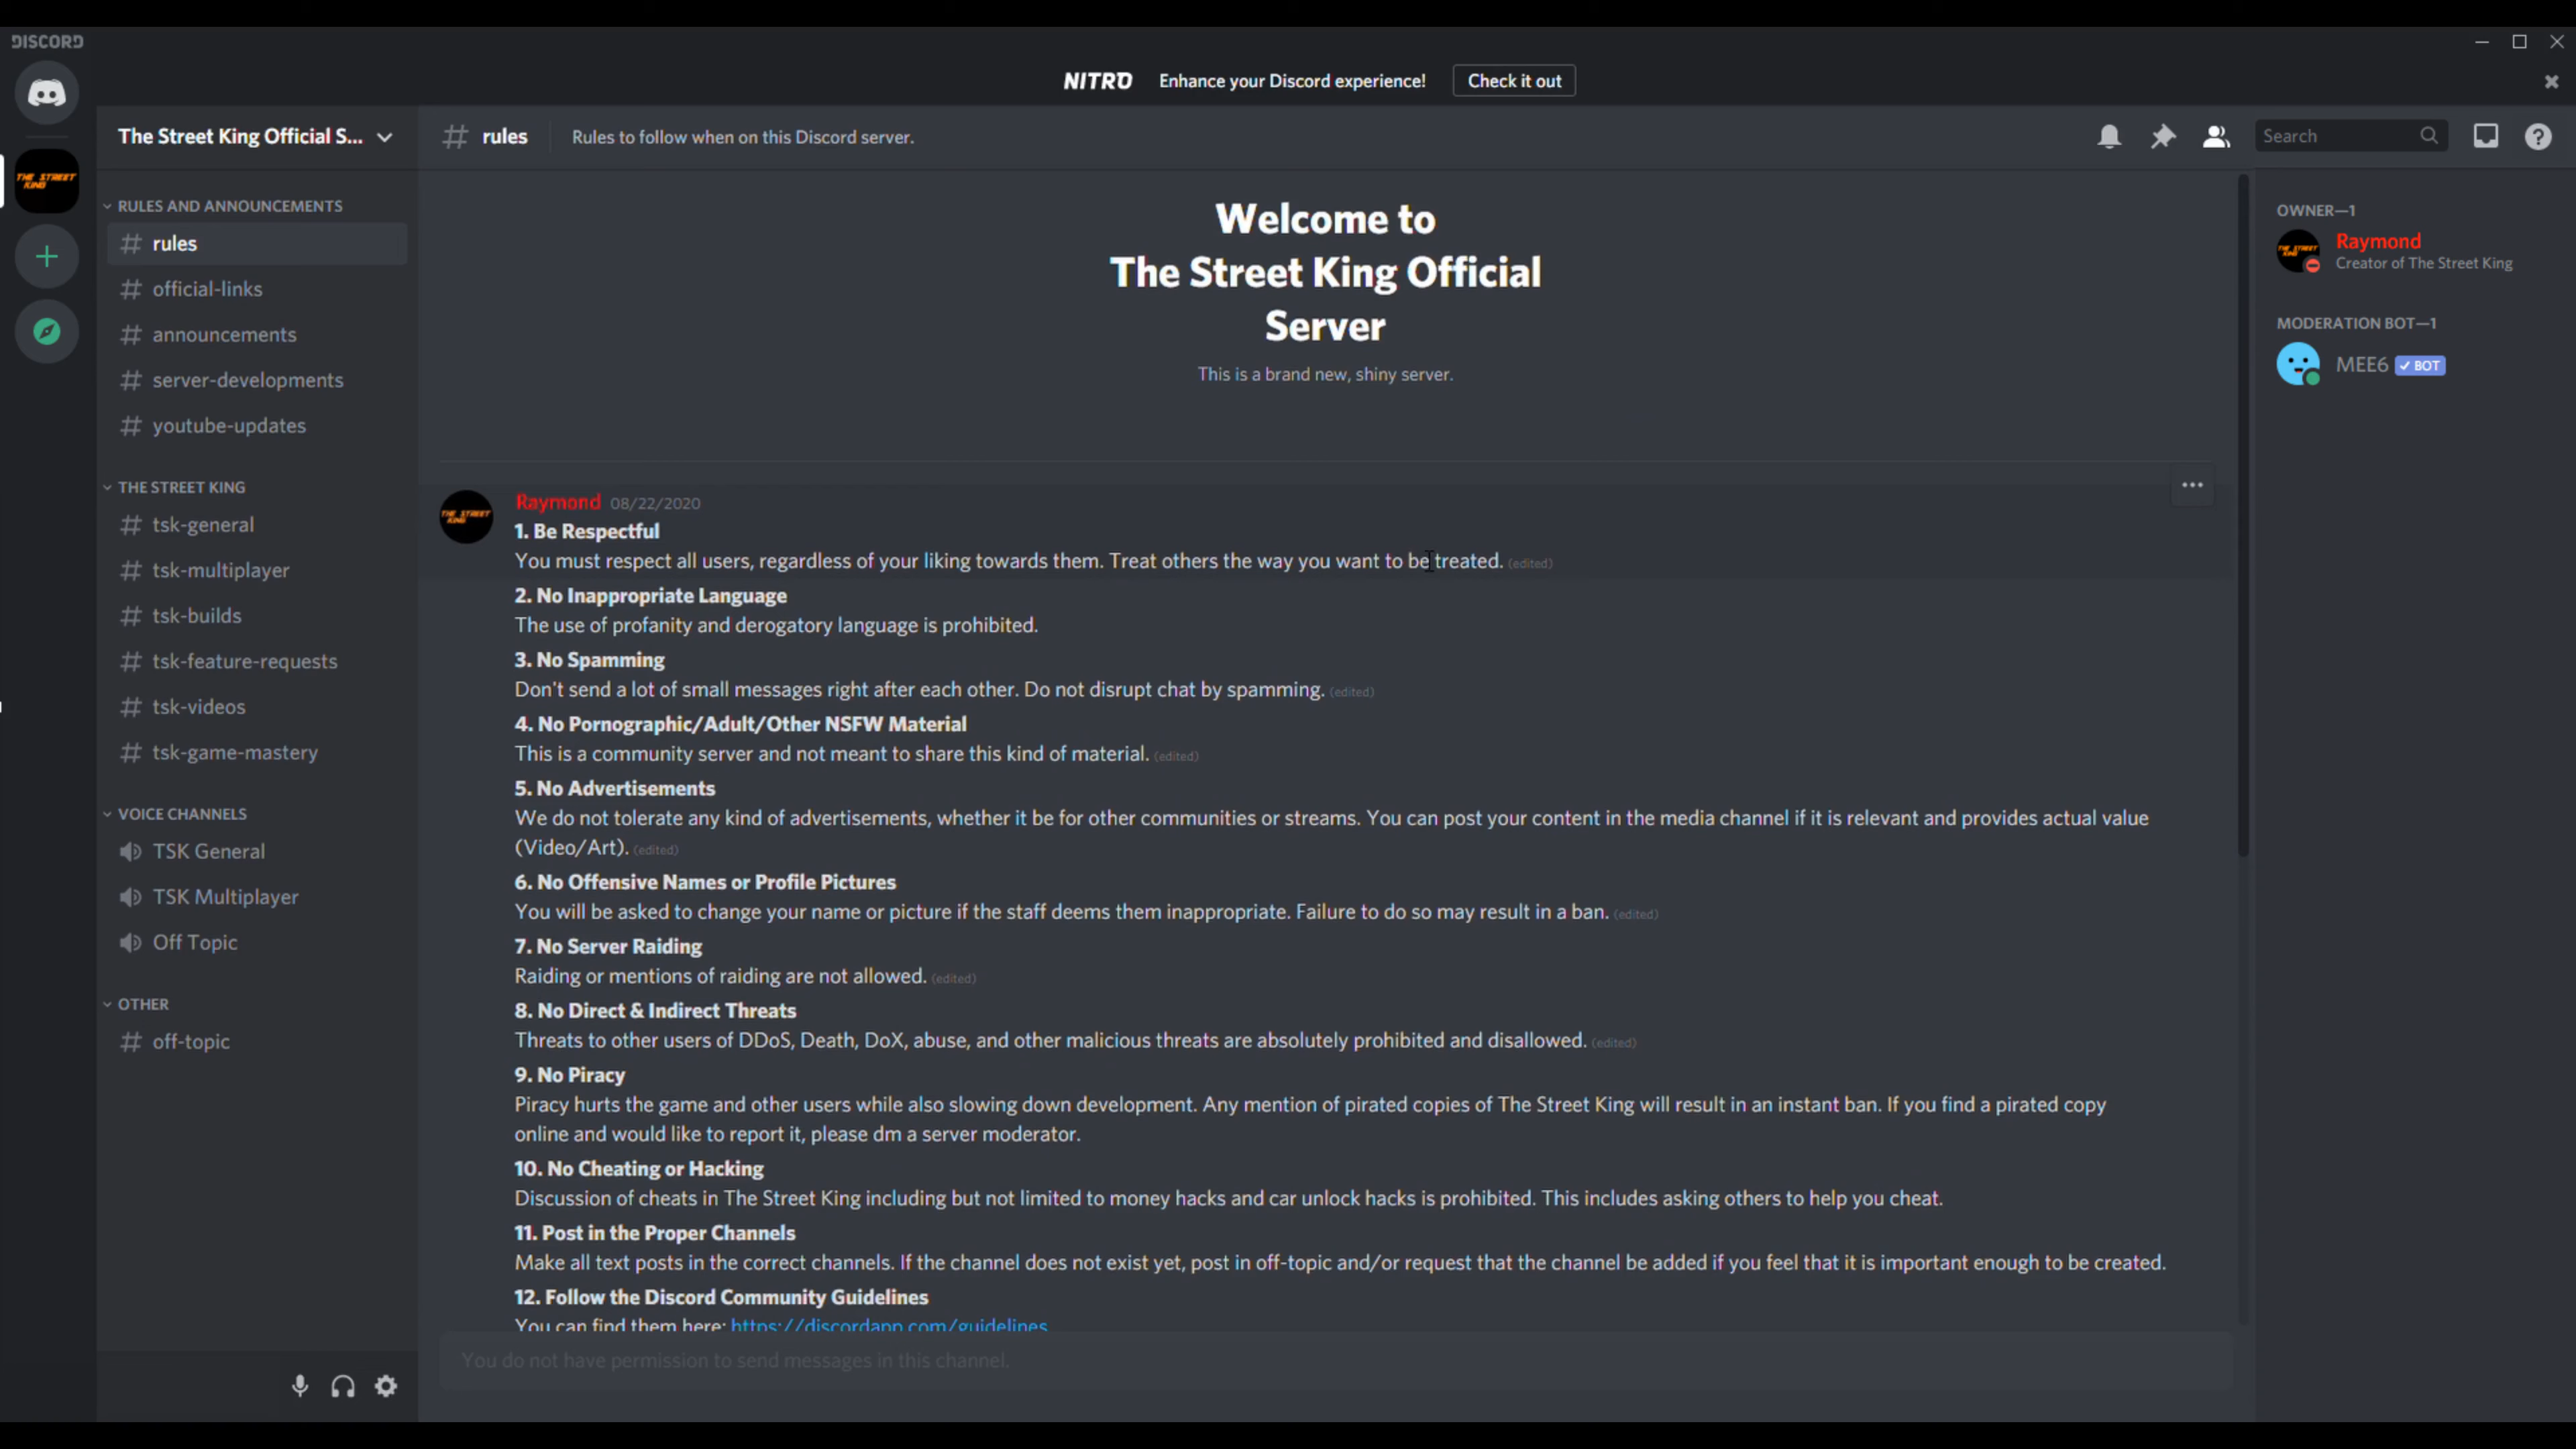 DISCORD
NITRO Enhance your Discord experience! Check it out
The Street King Official S...
# rules Rules to follow when on this Discord server.
Search
THE STREET KING
RULES AND ANNOUNCEMENTS
# rules
# official-links
# announcements
# server-developments
# youtube-updates
THE STREET KING
# tsk-general
# tsk-multiplayer
# tsk-builds
# tsk-feature-requests
# tsk-videos
# tsk-game-mastery
VOICE CHANNELS
TSK General
TSK Multiplayer
Off Topic
OTHER
# off-topic
Welcome to
The Street King Official
Server
This is a brand new, shiny server.
THE STREET KING
Raymond 08/22/2020
1. Be Respectful
You must respect all users, regardless of your liking towards them. Treat others the way you want to be treated. (edited)
2. No Inappropriate Language
The use of profanity and derogatory language is prohibited.
3. No Spamming
Don't send a lot of small messages right after each other. Do not disrupt chat by spamming. (edited)
4. No Pornographic/Adult/Other NSFW Material
This is a community server and not meant to share this kind of material. (edited)
5. No Advertisements
We do not tolerate any kind of advertisements, whether it be for other communities or streams. You can post your content in the media channel if it is relevant and provides actual value
(Video/Art). (edited)
6. No Offensive Names or Profile Pictures
You will be asked to change your name or picture if the staff deems them inappropriate. Failure to do so may result in a ban. (edited)
7. No Server Raiding
Raiding or mentions of raiding are not allowed. (edited)
8. No Direct & Indirect Threats
Threats to other users of DDoS, Death, DoX, abuse, and other malicious threats are absolutely prohibited and disallowed. (edited)
9. No Piracy
Piracy hurts the game and other users while also slowing down development. Any mention of pirated copies of The Street King will result in an instant ban. If you find a pirated copy
online and would like to report it, please dm a server moderator.
10. No Cheating or Hacking
Discussion of cheats in The Street King including but not limited to money hacks and car unlock hacks is prohibited. This includes asking others to help you cheat.
11. Post in the Proper Channels
Make all text posts in the correct channels. If the channel does not exist yet, post in off-topic and/or request that the channel be added if you feel that it is important enough to be created.
12. Follow the Discord Community Guidelines
You can find them here: https://discordapp.com/guidelines
You do not have permission to send messages in this channel.
OWNER—1
THE STREET KING
Raymond
Creator of The Street King
MODERATION BOT—1
MEE6 BOT